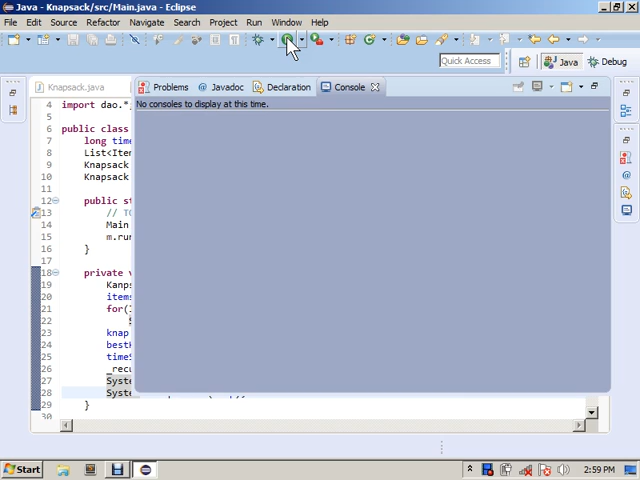 Java - Knapsack/src/Main.java - Eclipse
File Edit Source Refactor Navigate Search Project Run Window Help
Quick Access Java Debug
Knapsack.java Problems Javadoc Declaration Console
No consoles to display at this time.
4 import dao.*;
5
6 public class
7 long time
8 List<Item
9 Knapsack
10 Knapsack
11
12 public st
13 // TO
14 Main
15 m.run
16 }
17
18 private v
19 Kanps
20 items
21 for(I
22 S
23 knap
24 bestK
25 timeS
26 _recu
27 Syste
28 Syste
29 }
30
Start 2:59 PM